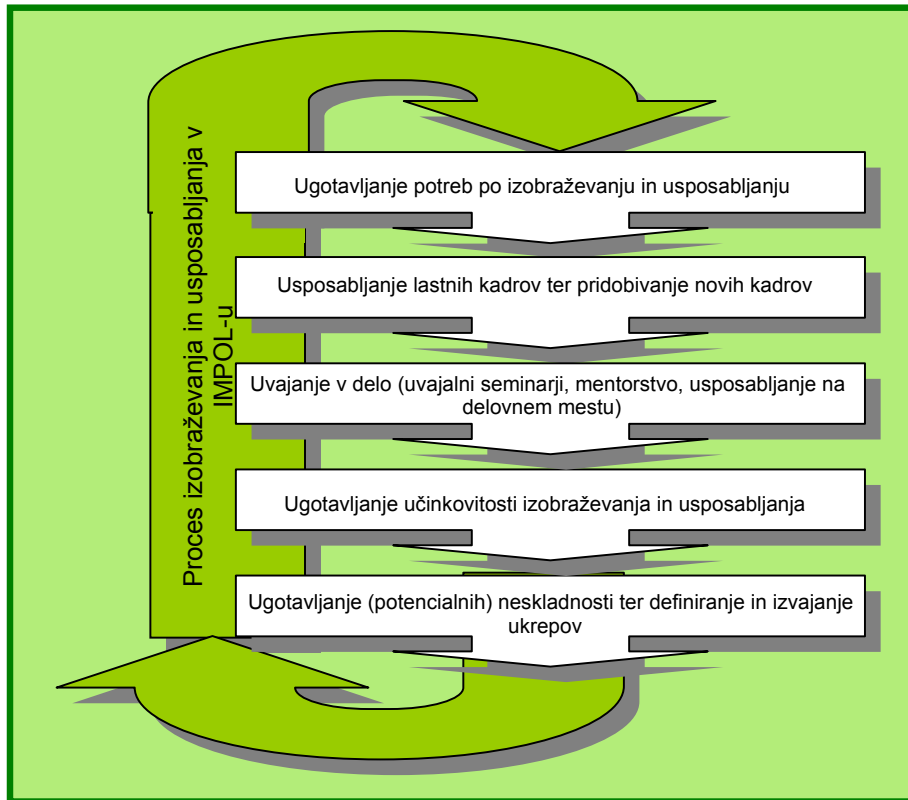 Proces izobraževanja in usposabljanja v
IMPOL-u
Ugotavljanje potreb po izobraževanju in usposabljanju
Usposabljanje lastnih kadrov ter pridobivanje novih kadrov
Uvajanje v delo (uvajalni seminarji, mentorstvo, usposabljanje na
delovnem mestu)
Ugotavljanje učinkovitosti izobraževanja in usposabljanja
Ugotavljanje (potencialnih) neskladnosti ter definiranje in izvajanje
ukrepov